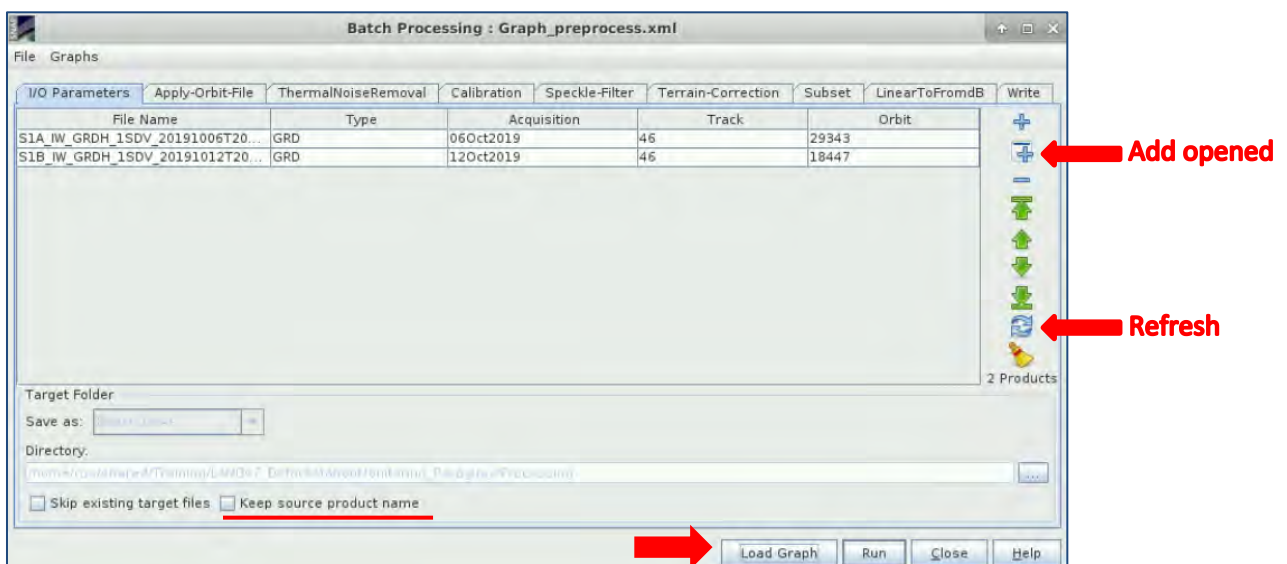 Batch Processing : Graph_preprocess.xml
File Graphs
I/O Parameters Apply-Orbit-File ThermalNoiseRemoval Calibration Speckle-Filter Terrain-Correction Subset LinearToFromdB Write
File Name Type Acquisition Track Orbit
S1A_IW_GRDH_1SDV_20191006T20... GRD 06Oct2019 46 29343
S1B_IW_GRDH_1SDV_20191012T20... GRD 12Oct2019 46 18447
Add opened
Refresh
2 Products
Target Folder
Save as:
Directory:
...
Skip existing target files Keep source product name
Load Graph Run Close Help